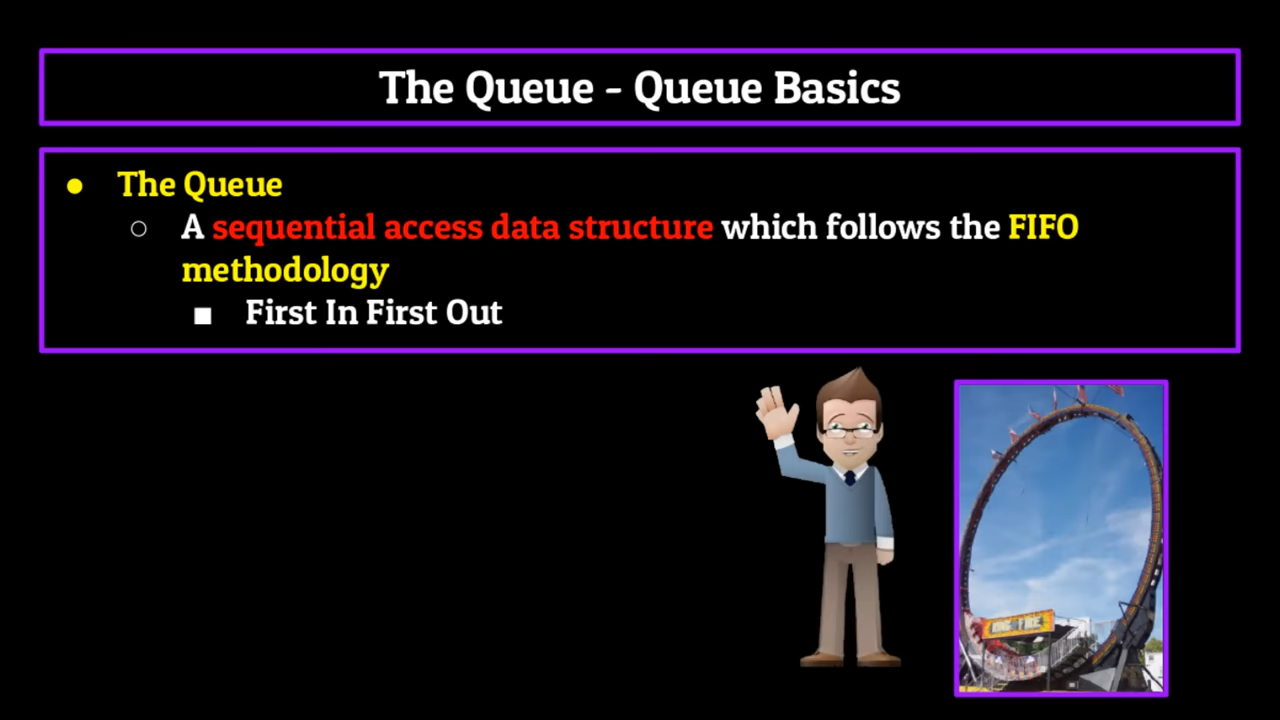 The Queue - Queue Basics
● The Queue
○ A sequential access data structure which follows the FIFO
methodology
■ First In First Out